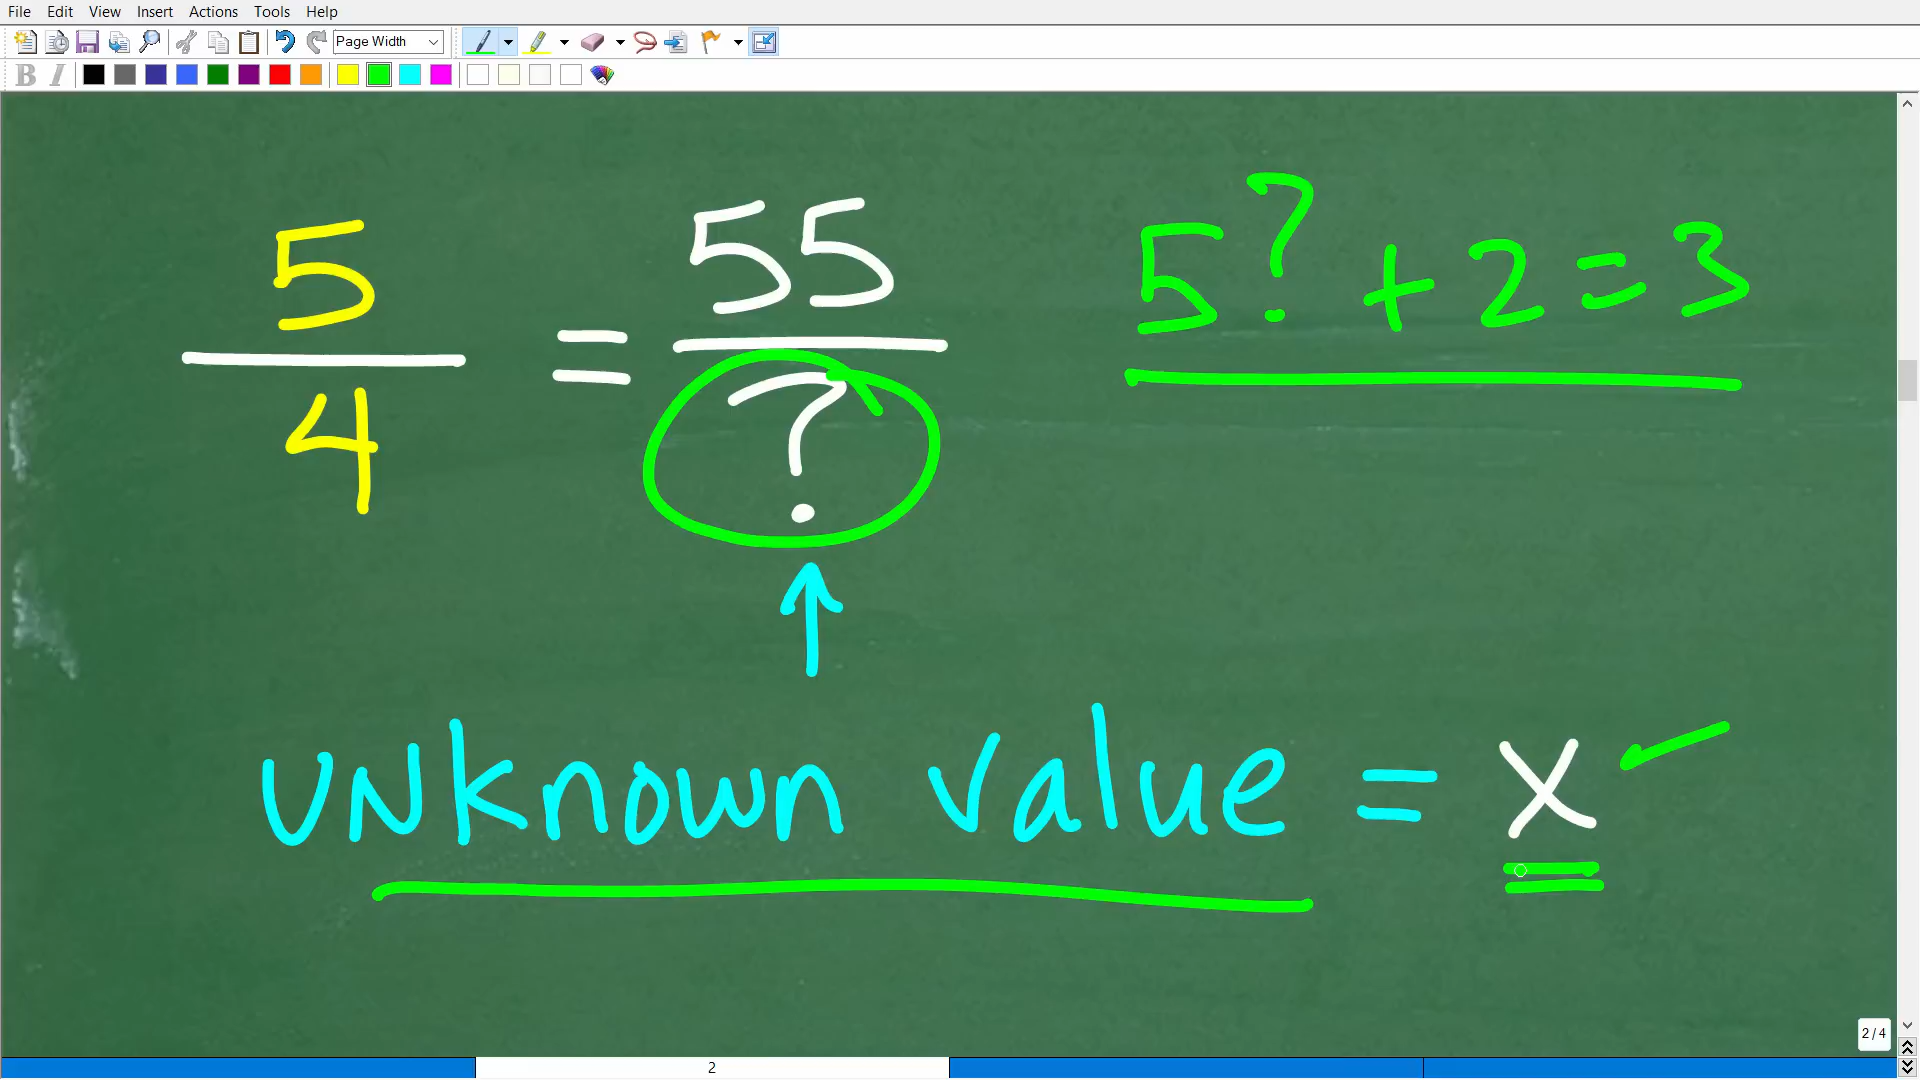 File Edit View Insert Actions Tools Help
Page Width
B I
5/4 = 55/?
5? + 2 = 3
unknown value = x
2 / 4
2